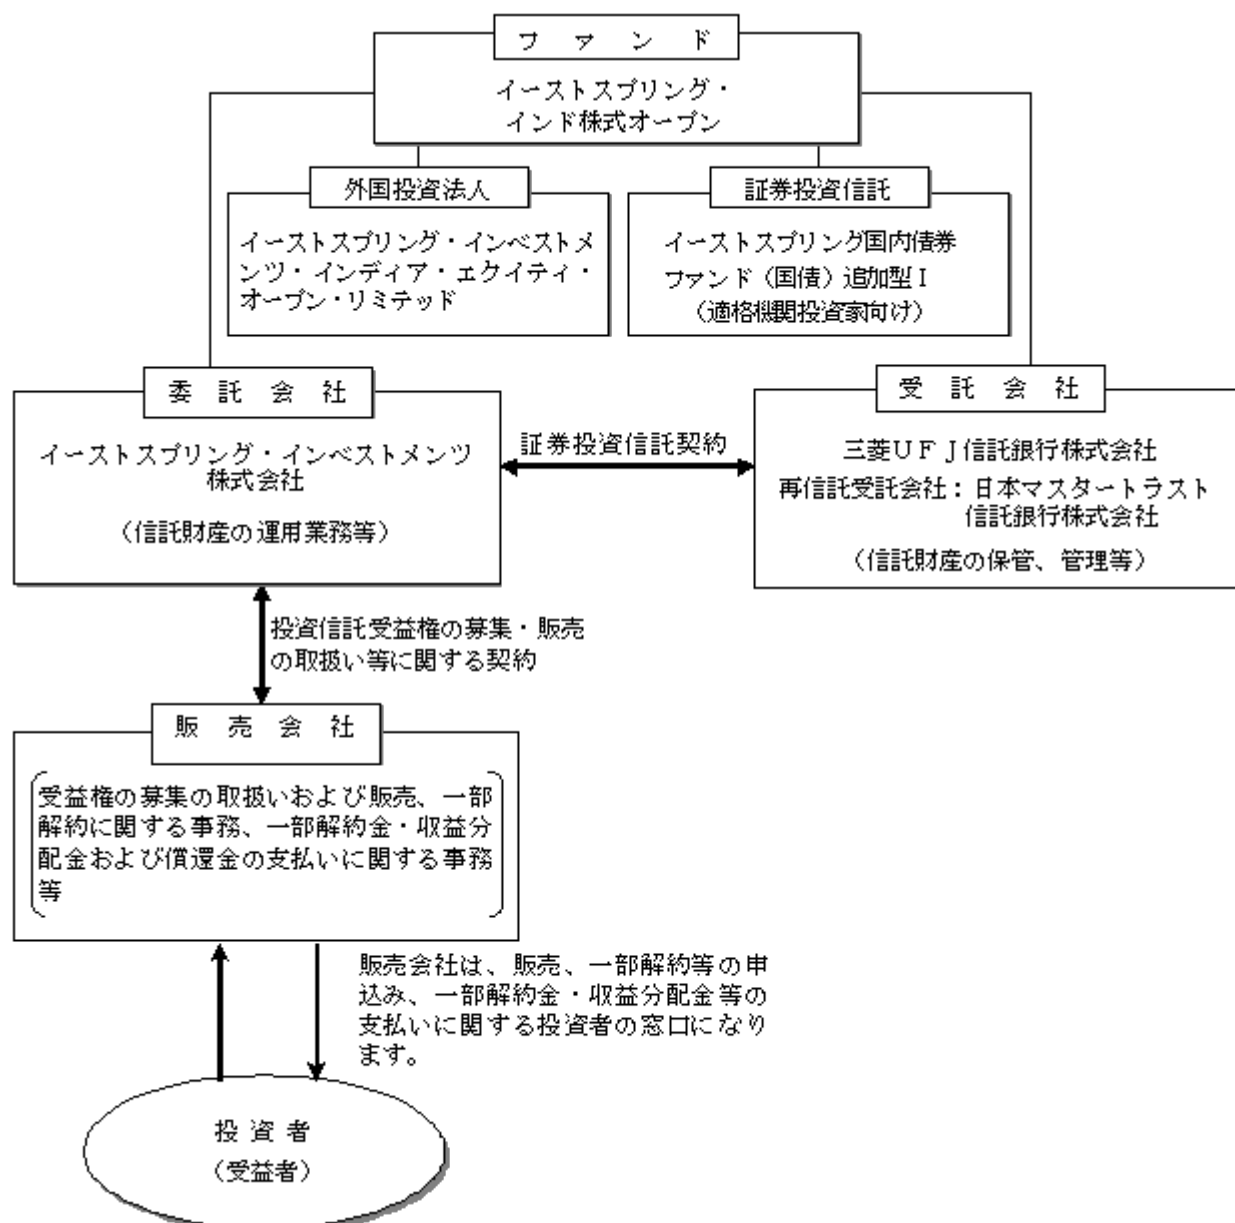 ファンド
イーストスプリング・
インド株式オープン
外国投資法人
イーストスプリング・インベストメ
ンツ・インディア・エクイティ・
オープン・リミテッド
証券投資信託
イーストスプリング国内債券
ファンド（国債）追加型Ⅰ
（適格機関投資家向け）
委託会社
イーストスプリング・インベストメンツ
株式会社
（信託財産の運用業務等）
証券投資信託契約
受託会社
三菱ＵＦＪ信託銀行株式会社
再信託受託会社：日本マスタートラスト
信託銀行株式会社
（信託財産の保管、管理等）
投資信託受益権の募集・販売
の取扱い等に関する契約
販売会社
受益権の募集の取扱いおよび販売、一部
解約に関する事務、一部解約金・収益分
配金および償還金の支払いに関する事務
等
販売会社は、販売、一部解約等の申
込み、一部解約金・収益分配金等の
支払いに関する投資者の窓口になり
ます。
投資者
（受益者）